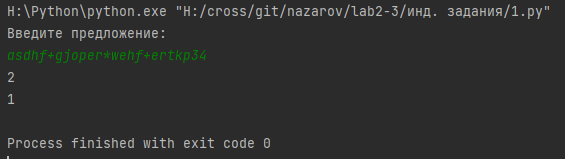 H:\Python\python.exe "H:/cross/git/nazarov/lab2-3/инд. задания/1.py"
Введите предложение:
asdhf+gjoper*wehf+ertkp34
2
1
Process finished with exit code 0